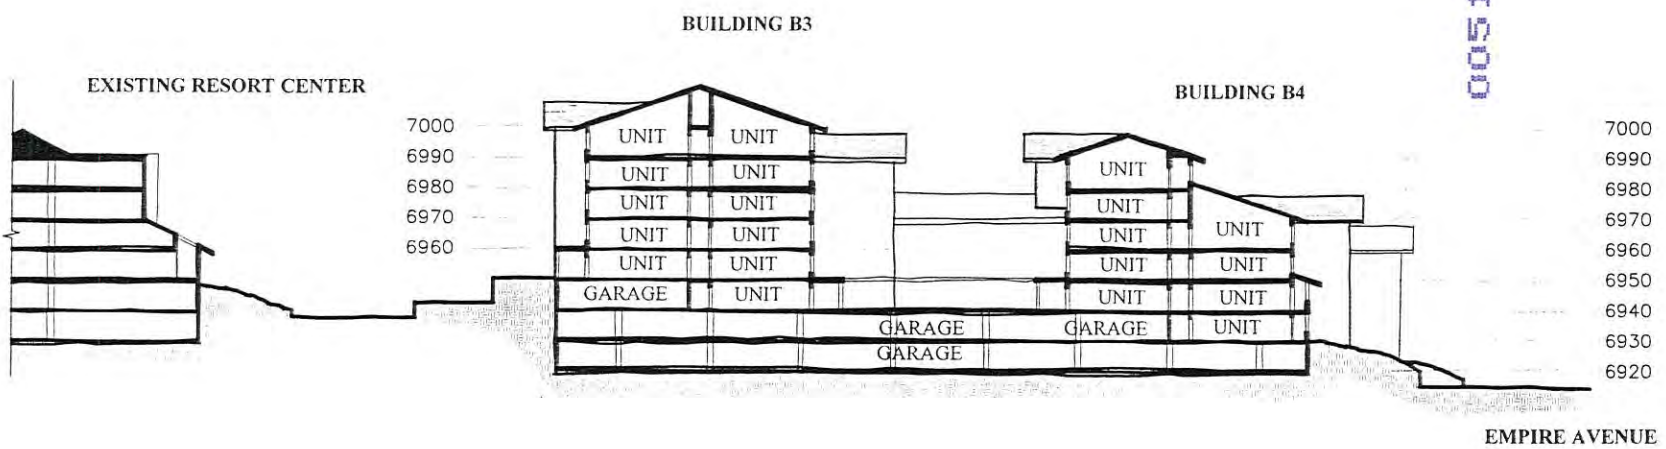 BUILDING B3
EXISTING RESORT CENTER
BUILDING B4
7000
6990
6980
6970
6960
UNIT UNIT
UNIT UNIT
UNIT UNIT
UNIT UNIT
UNIT UNIT
GARAGE UNIT
GARAGE
GARAGE
UNIT
UNIT
UNIT UNIT
UNIT UNIT
UNIT UNIT
GARAGE UNIT
7000
6990
6980
6970
6960
6950
6940
6930
6920
EMPIRE AVENUE